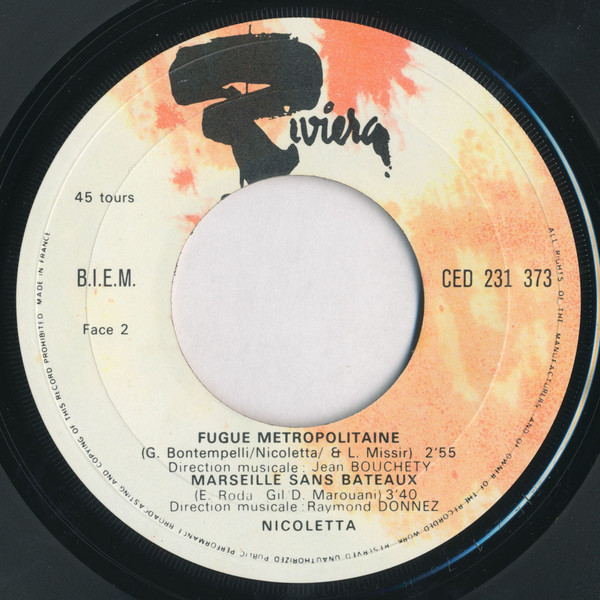 Riviera
45 tours
B.I.E.M.
CED 231 373
Face 2
FUGUE METROPOLITAINE
(G. Bontempelli/Nicoletta/ & L. Missir) 2'55
Direction musicale: Jean BOUCHETY
MARSEILLE SANS BATEAUX
(E. Roda Gil/D. Marouani) 3'40
Direction musicale: Raymond DONNEZ
NICOLETTA
ALL RIGHTS OF THE MANUFACTURERS AND OF OWNER OF THE RECORDED WORK RESERVED UNAUTHORIZED PUBLIC PERFORMANCE BROADCASTING AND COPYING OF THIS RECORD PROHIBITED MADE IN FRANCE